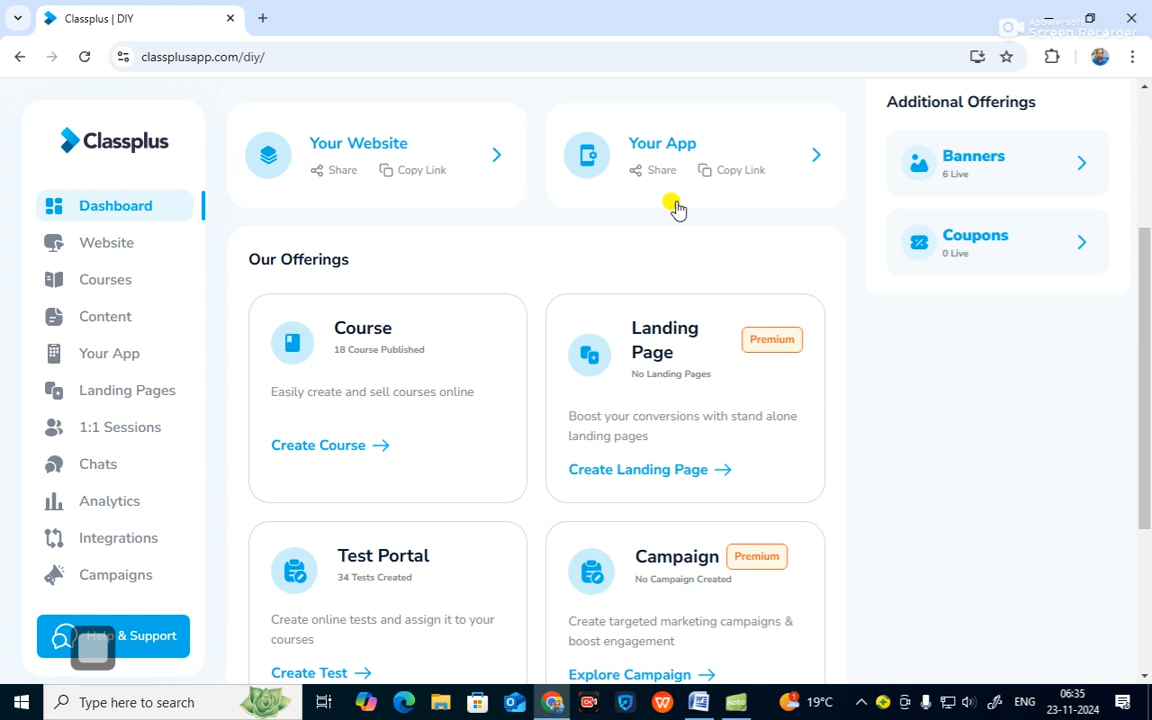 Classplus | DIY
Apowersoft
Screen Recorder
classplusapp.com/diy/
Classplus
Dashboard
Website
Courses
Content
Your App
Landing Pages
1:1 Sessions
Chats
Analytics
Integrations
Campaigns
Help & Support
Your Website
Share
Copy Link
Your App
Share
Copy Link
Our Offerings
Course
18 Course Published
Easily create and sell courses online
Create Course →
Landing
Page
Premium
No Landing Pages
Boost your conversions with stand alone
landing pages
Create Landing Page →
Test Portal
34 Tests Created
Create online tests and assign it to your
courses
Create Test →
Campaign
Premium
No Campaign Created
Create targeted marketing campaigns &
boost engagement
Explore Campaign →
Additional Offerings
Banners
6 Live
Coupons
0 Live
Type here to search
19°C
ENG
06:35
23-11-2024